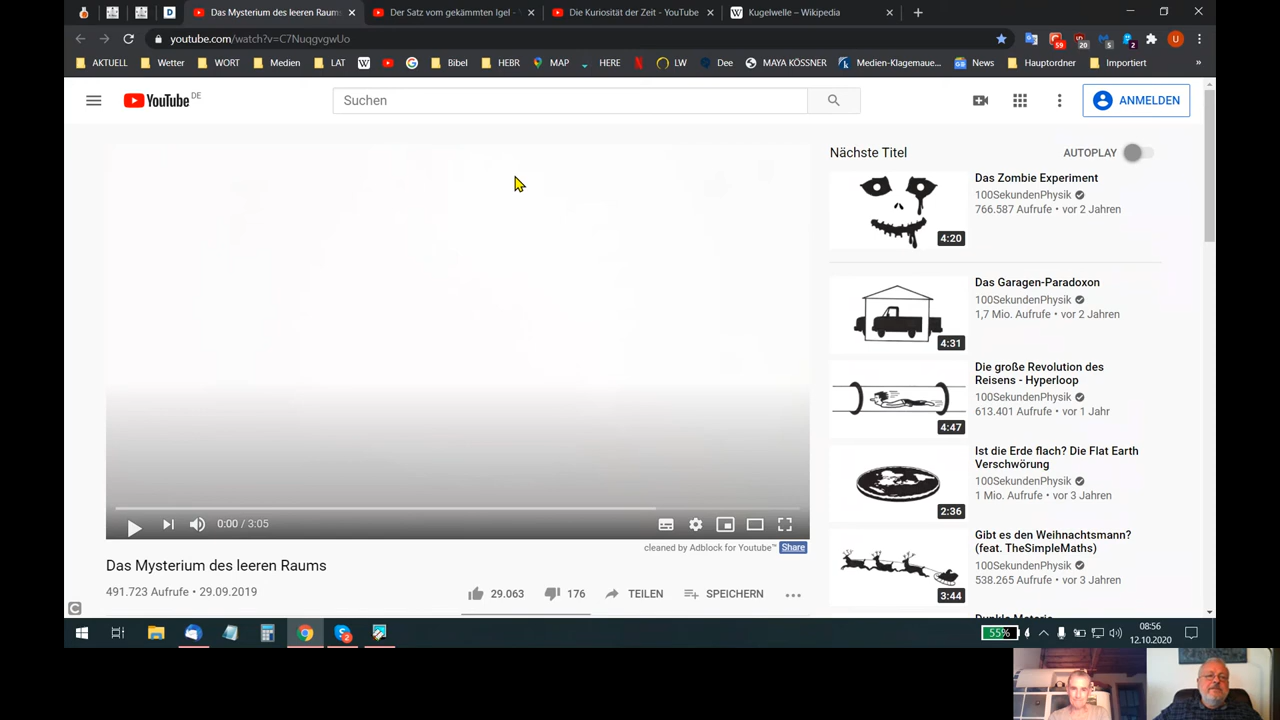 Das Mysterium des leeren Raums
Der Satz vom gekämmten Igel -
Die Kuriosität der Zeit - YouTube
Kugelwelle – Wikipedia
youtube.com/watch?v=C7NuqgvgwUo
59
20
5
2
U
AKTUELL
Wetter
WORT
Medien
LAT
Bibel
HEBR
MAP
HERE
LW
Dee
MAYA KÖSSNER
Medien-Klagemaue...
News
Hauptordner
Importiert
»
YouTube DE
Suchen
ANMELDEN
Nächste Titel
AUTOPLAY
Das Zombie Experiment
100SekundenPhysik
766.587 Aufrufe • vor 2 Jahren
4:20
Das Garagen-Paradoxon
100SekundenPhysik
1,7 Mio. Aufrufe • vor 2 Jahren
4:31
Die große Revolution des
Reisens - Hyperloop
100SekundenPhysik
613.401 Aufrufe • vor 1 Jahr
4:47
Ist die Erde flach? Die Flat Earth
Verschwörung
100SekundenPhysik
1 Mio. Aufrufe • vor 3 Jahren
2:36
Gibt es den Weihnachtsmann?
(feat. TheSimpleMaths)
100SekundenPhysik
538.265 Aufrufe • vor 3 Jahren
3:44
0:00 / 3:05
cleaned by Adblock for Youtube™ Share
Das Mysterium des leeren Raums
491.723 Aufrufe • 29.09.2019
29.063
176
TEILEN
SPEICHERN
55%
08:56
12.10.2020